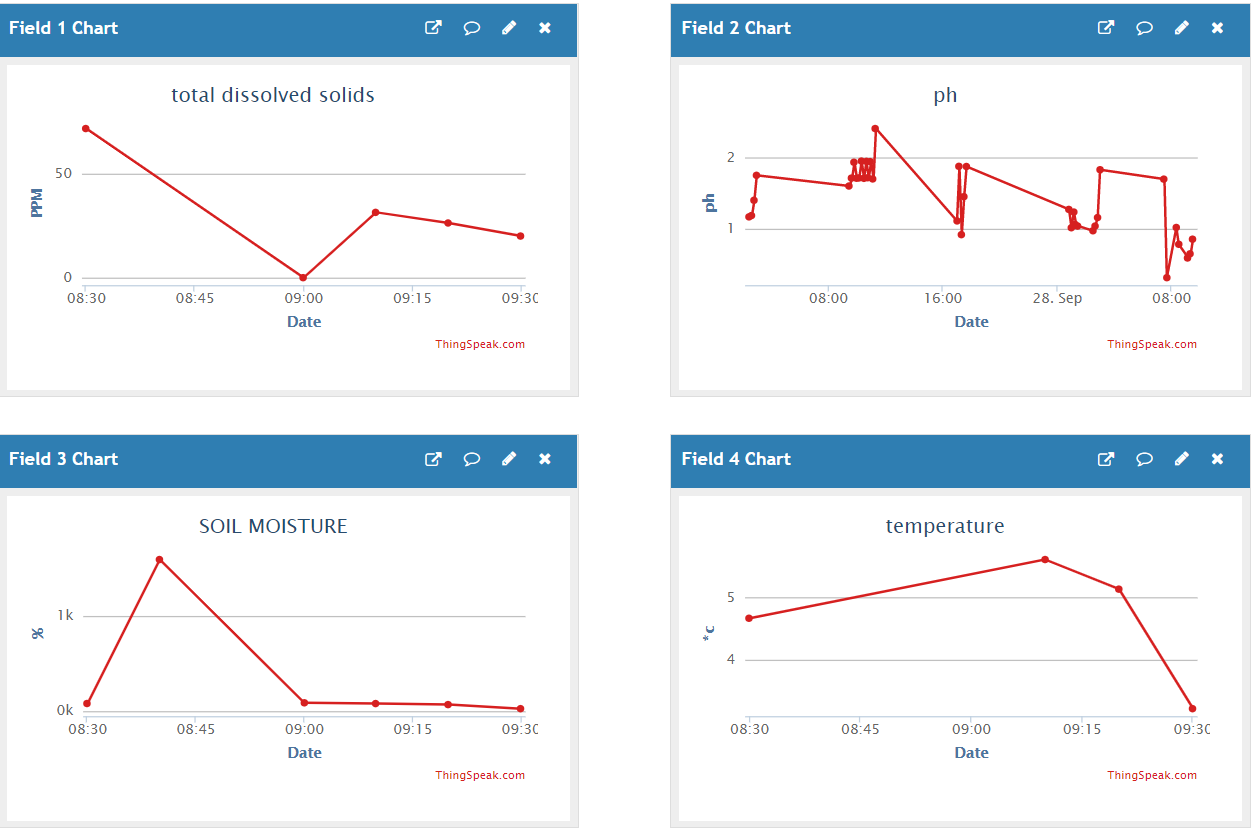 Field 1 Chart
total dissolved solids
PPM
50
0
08:30 08:45 09:00 09:15 09:30
Date
ThingSpeak.com
Field 2 Chart
ph
ph
2
1
08:00 16:00 28. Sep 08:00
Date
ThingSpeak.com
Field 3 Chart
SOIL MOISTURE
%
1k
0k
08:30 08:45 09:00 09:15 09:30
Date
ThingSpeak.com
Field 4 Chart
temperature
*c
5
4
08:30 08:45 09:00 09:15 09:30
Date
ThingSpeak.com